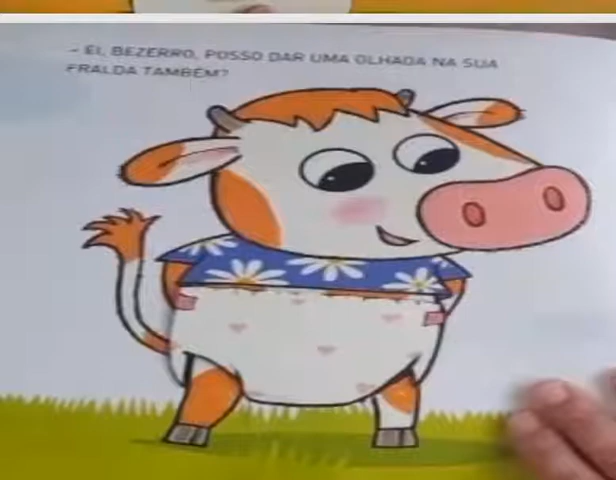 – EI, BEZERRO, POSSO DAR UMA OLHADA NA SUA
FRALDA TAMBÉM?